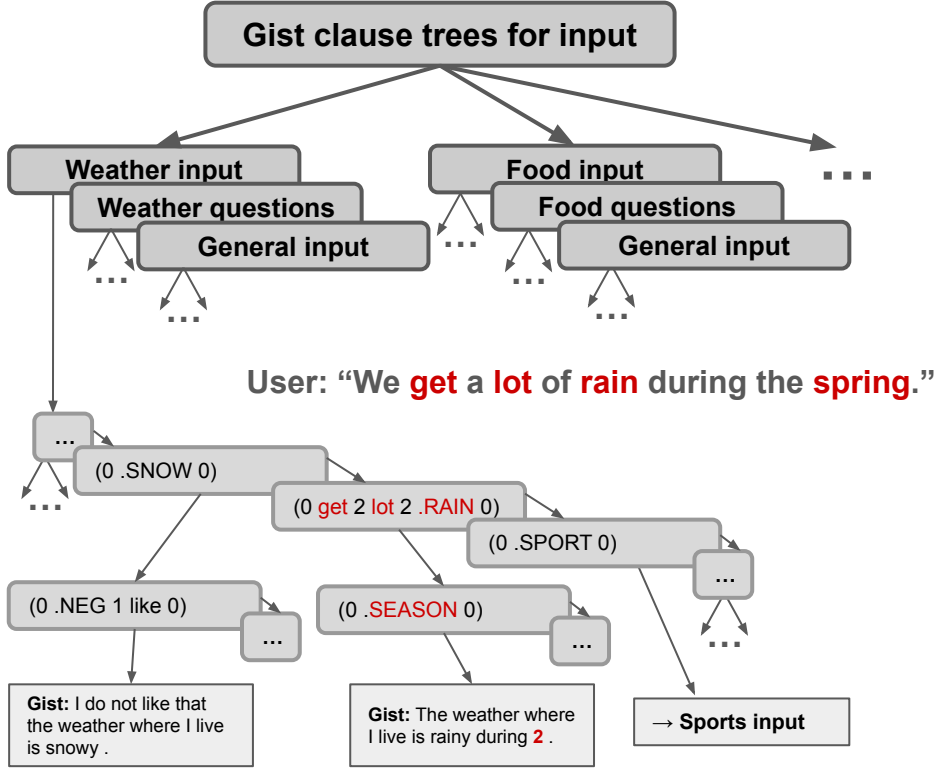 Gist clause trees for input
Weather input
Food input
...
Weather questions
Food questions
General input
General input
...
...
...
...
...
...
User: “We get a lot of rain during the spring.”
...
(0 .SNOW 0)
...
(0 get 2 lot 2 .RAIN 0)
(0 .SPORT 0)
...
(0 .NEG 1 like 0)
...
(0 .SEASON 0)
...
...
Gist: I do not like that
the weather where I live
is snowy .
Gist: The weather where
I live is rainy during 2 .
→ Sports input